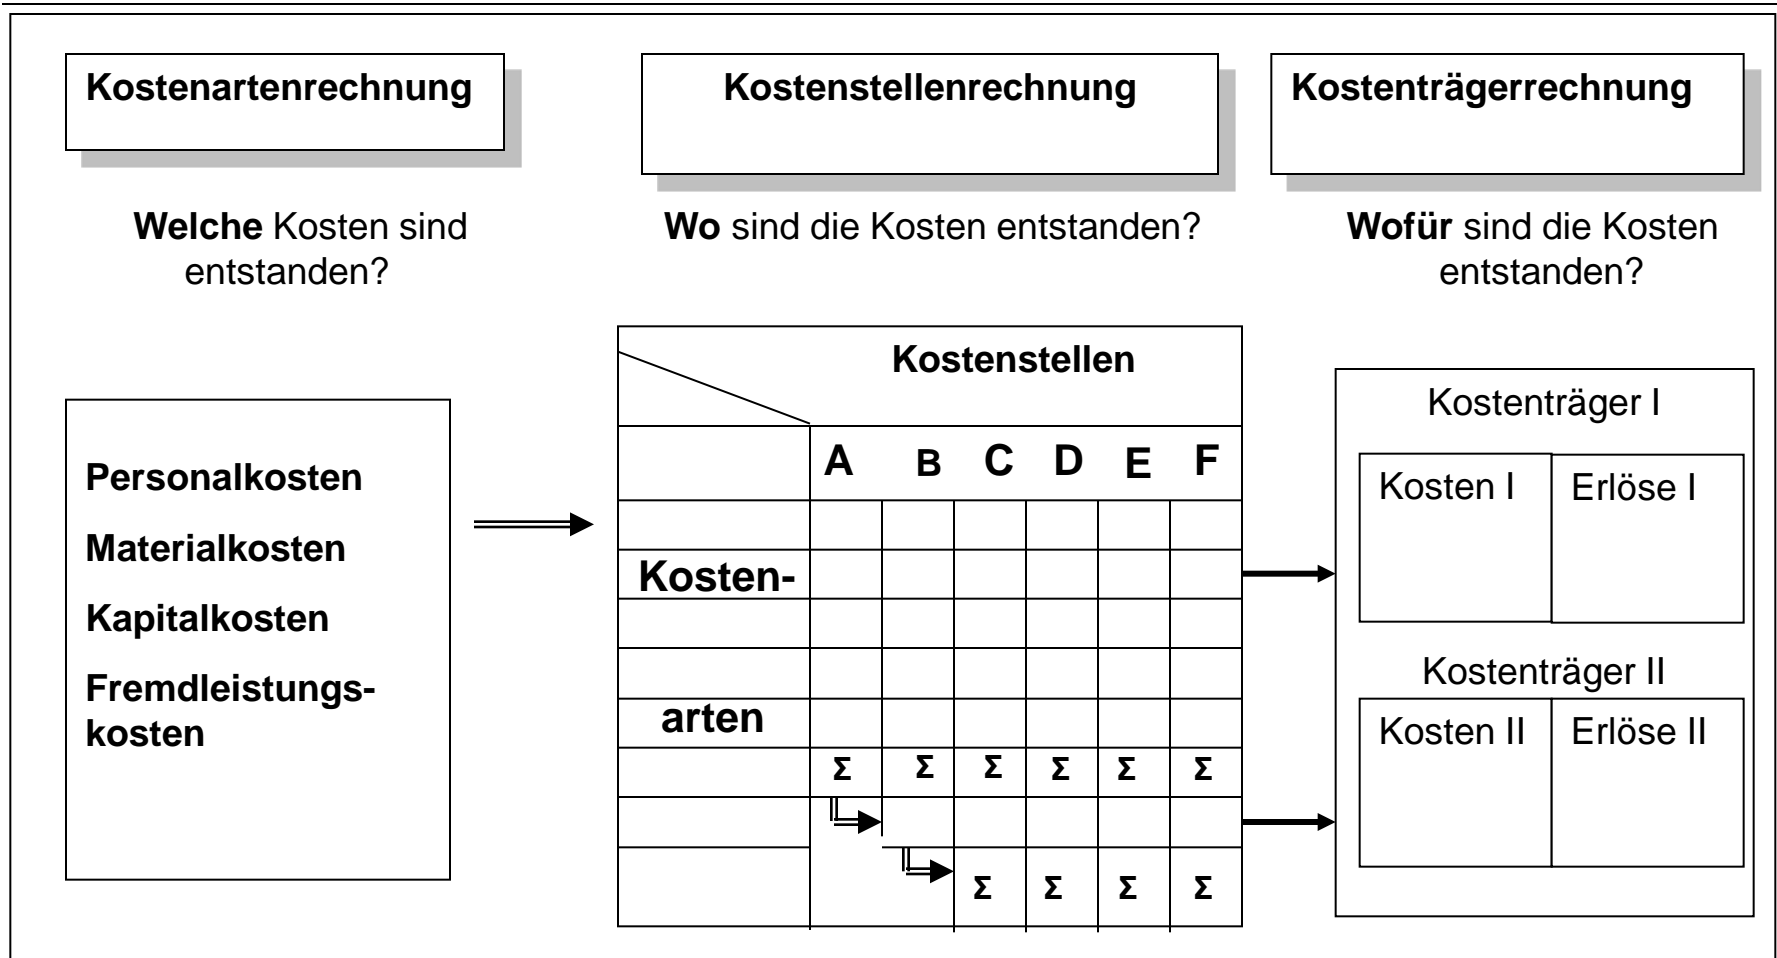 Kostenartenrechnung
Welche Kosten sind
entstanden?
Personalkosten
Materialkosten
Kapitalkosten
Fremdleistungs-
kosten
Kostenstellenrechnung
Wo sind die Kosten entstanden?
Kostenstellen
A B C D E F
Kosten-
arten
Σ Σ Σ Σ Σ Σ
Σ Σ Σ Σ
Kostenträgerrechnung
Wofür sind die Kosten
entstanden?
Kostenträger I
Kosten I Erlöse I
Kostenträger II
Kosten II Erlöse II